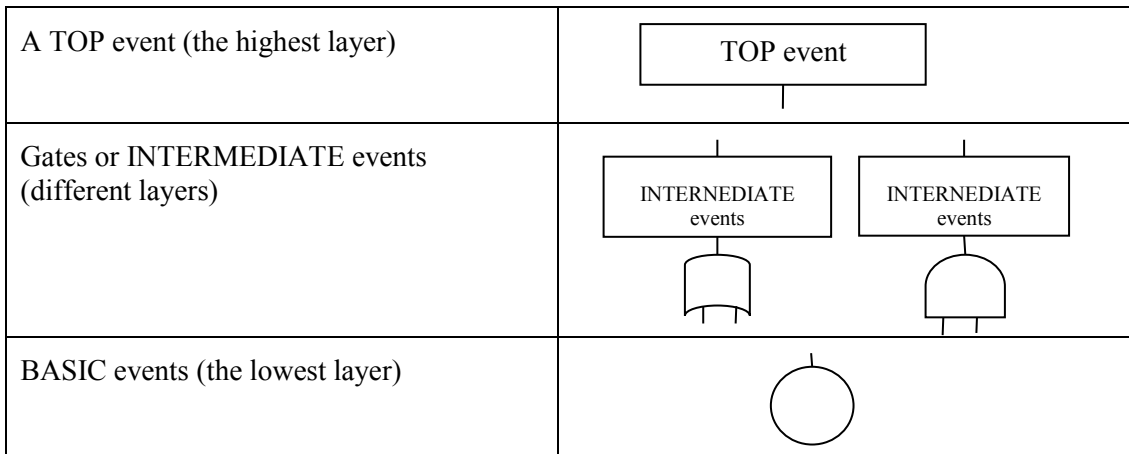 A TOP event (the highest layer)
TOP event
Gates or INTERMEDIATE events
(different layers)
INTERNEDIATE
events
INTERNEDIATE
events
BASIC events (the lowest layer)